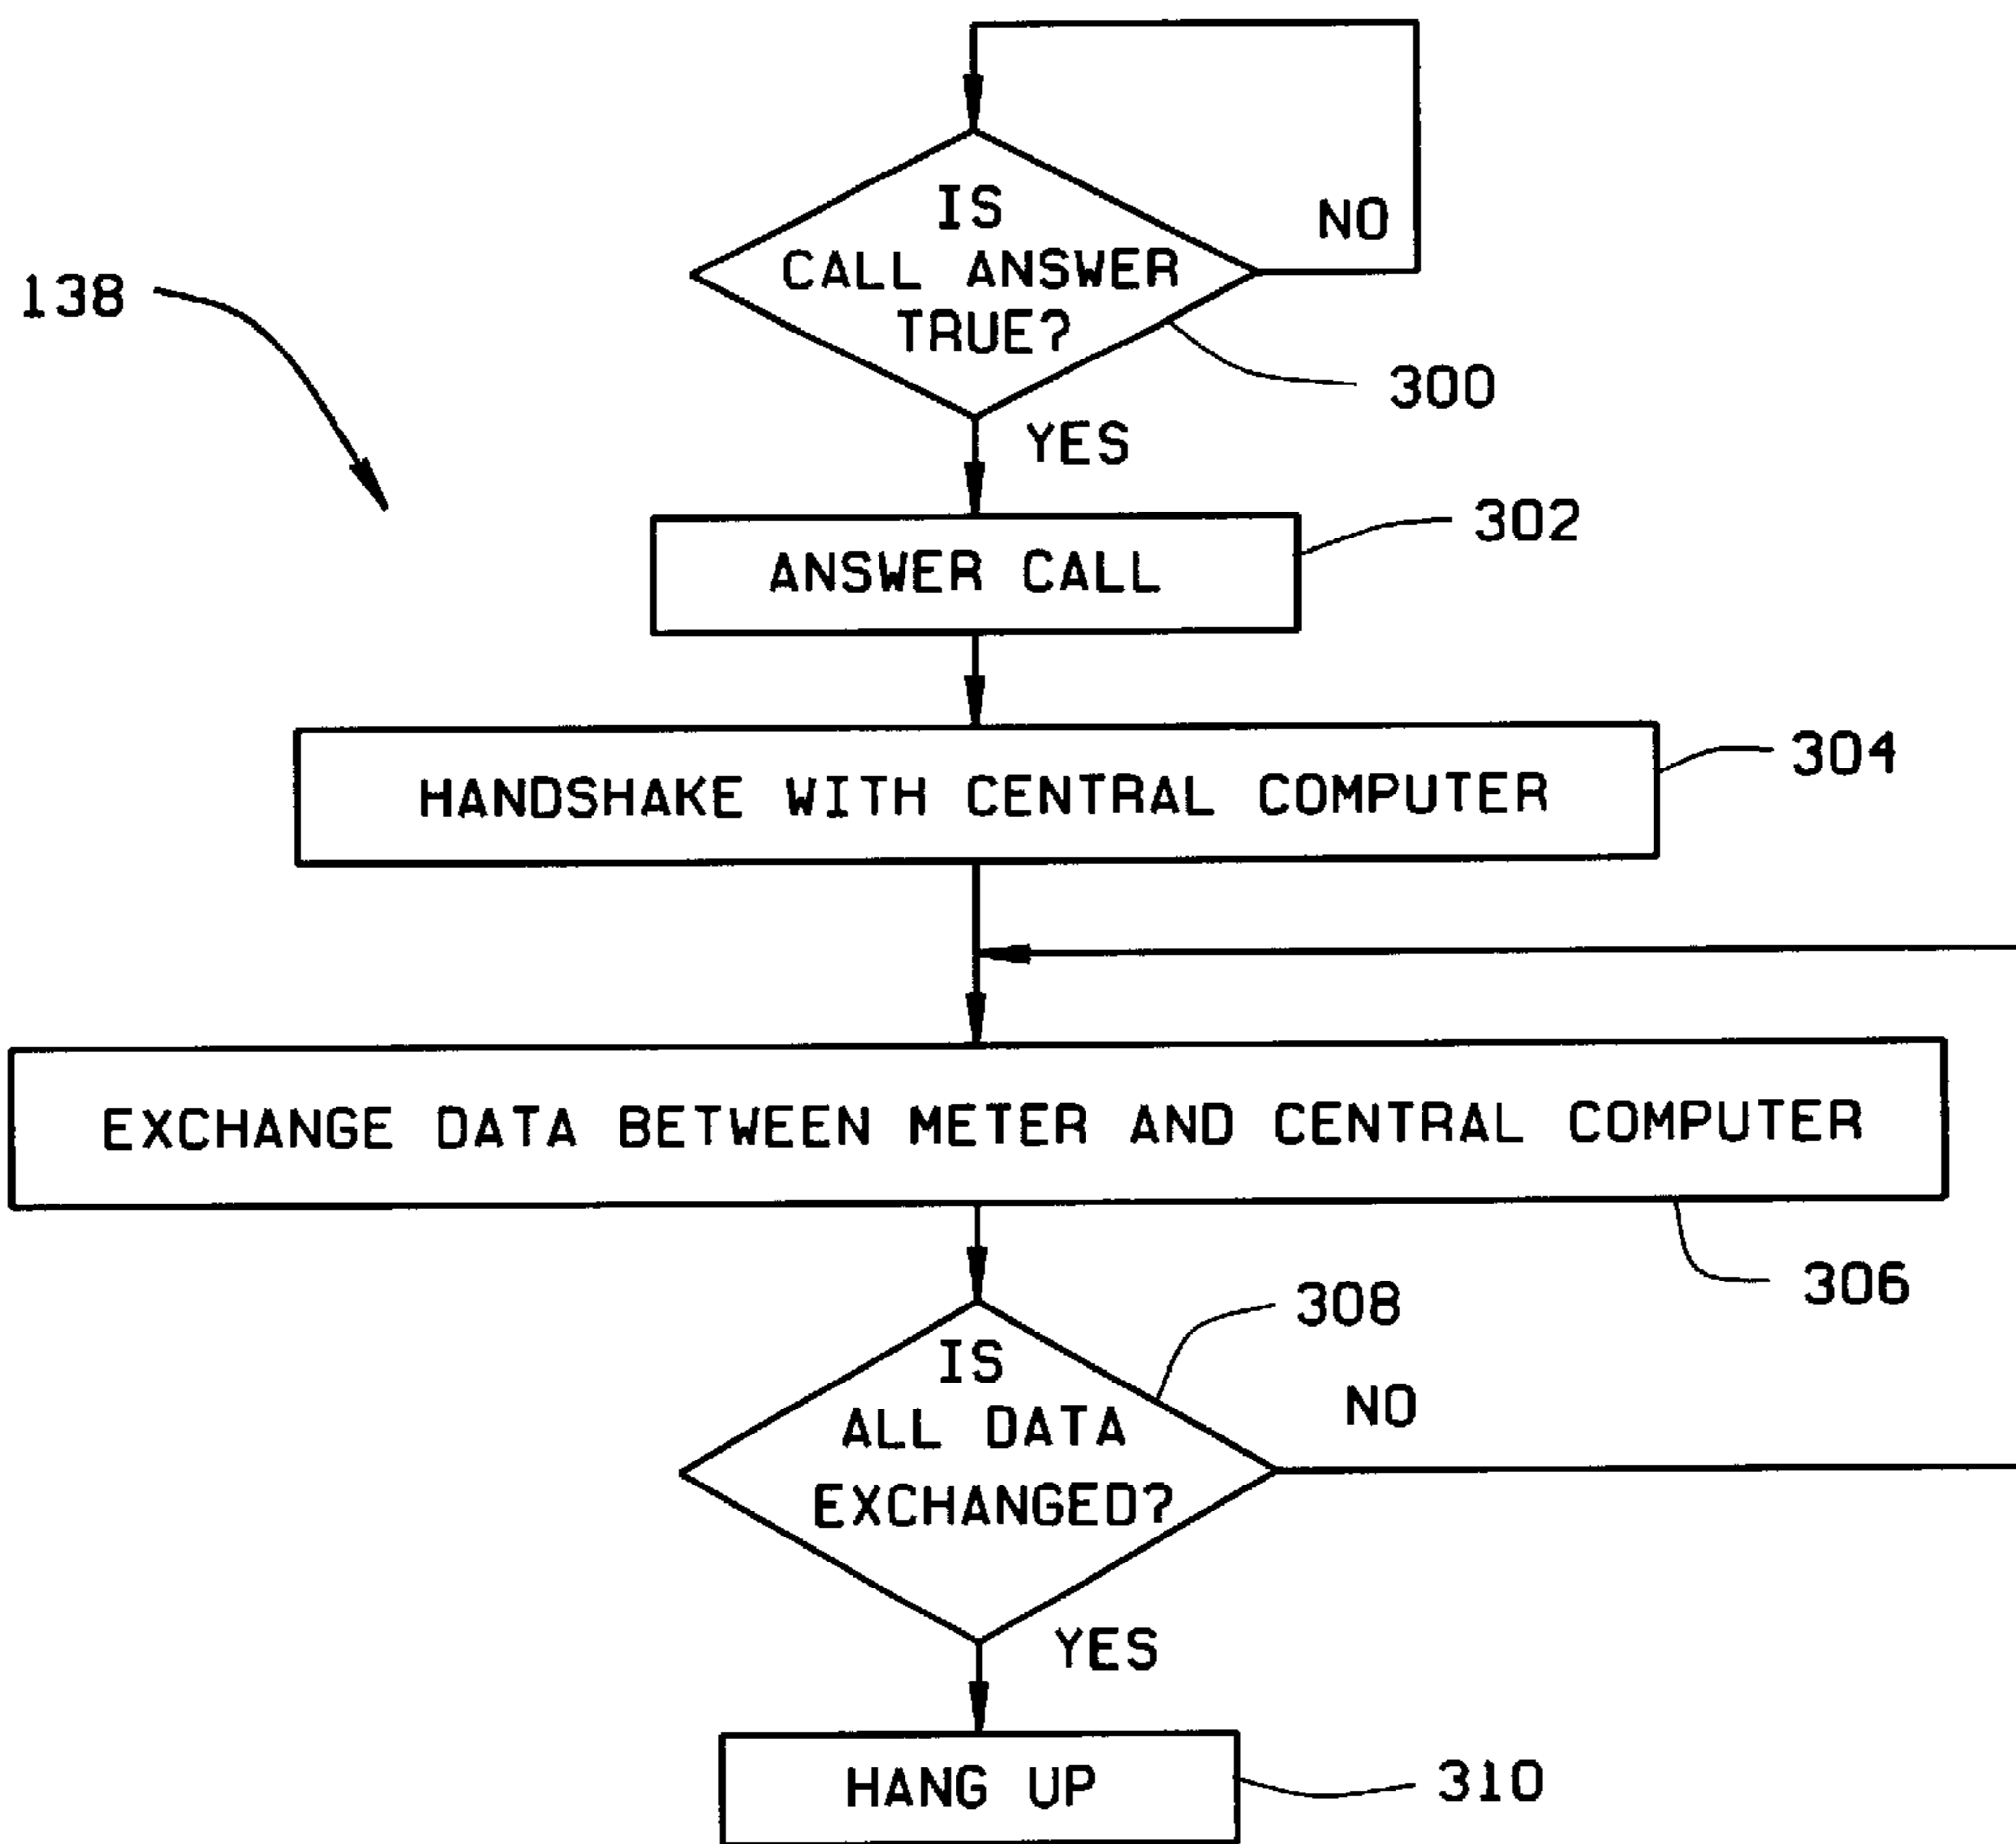 IS
CALL ANSWER
TRUE?
NO
138
300
YES
302
ANSWER CALL
304
HANDSHAKE WITH CENTRAL COMPUTER
EXCHANGE DATA BETWEEN METER AND CENTRAL COMPUTER
306
308
IS
ALL DATA
EXCHANGED?
NO
YES
HANG UP
310